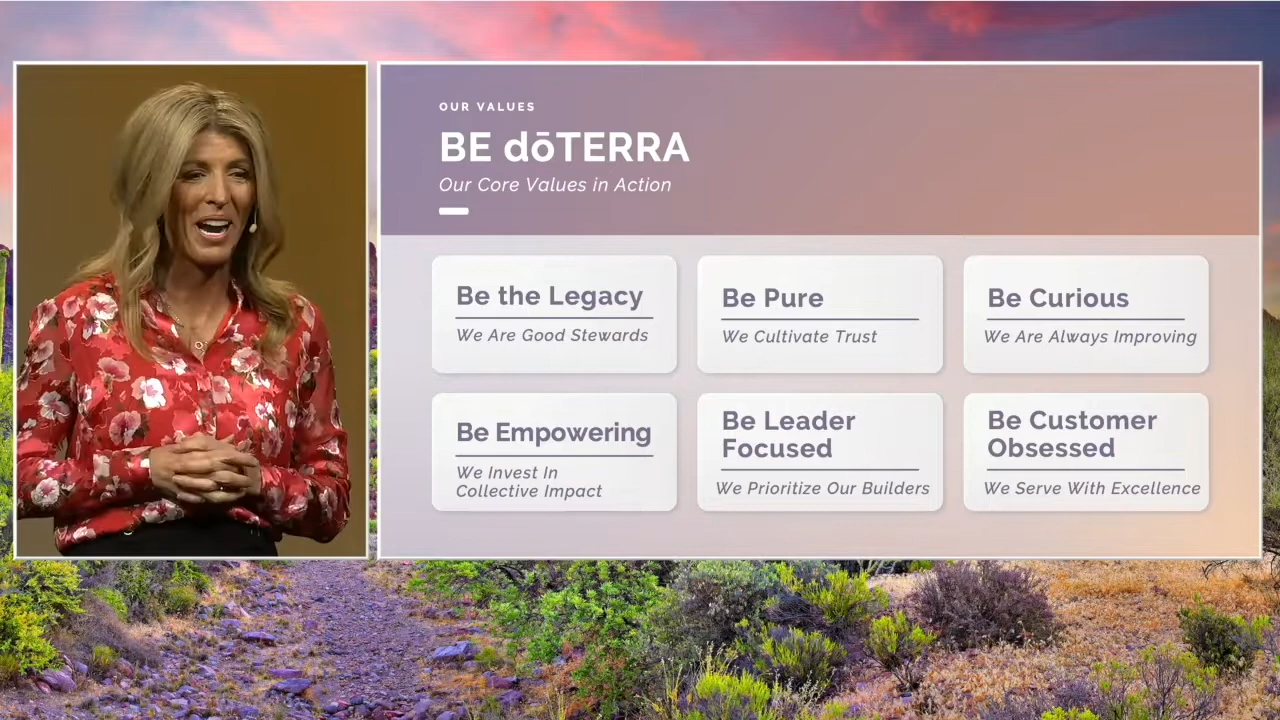 OUR VALUES
BE dōTERRA
Our Core Values in Action
Be the Legacy
We Are Good Stewards
Be Pure
We Cultivate Trust
Be Curious
We Are Always Improving
Be Empowering
We Invest In
Collective Impact
Be Leader
Focused
We Prioritize Our Builders
Be Customer
Obsessed
We Serve With Excellence